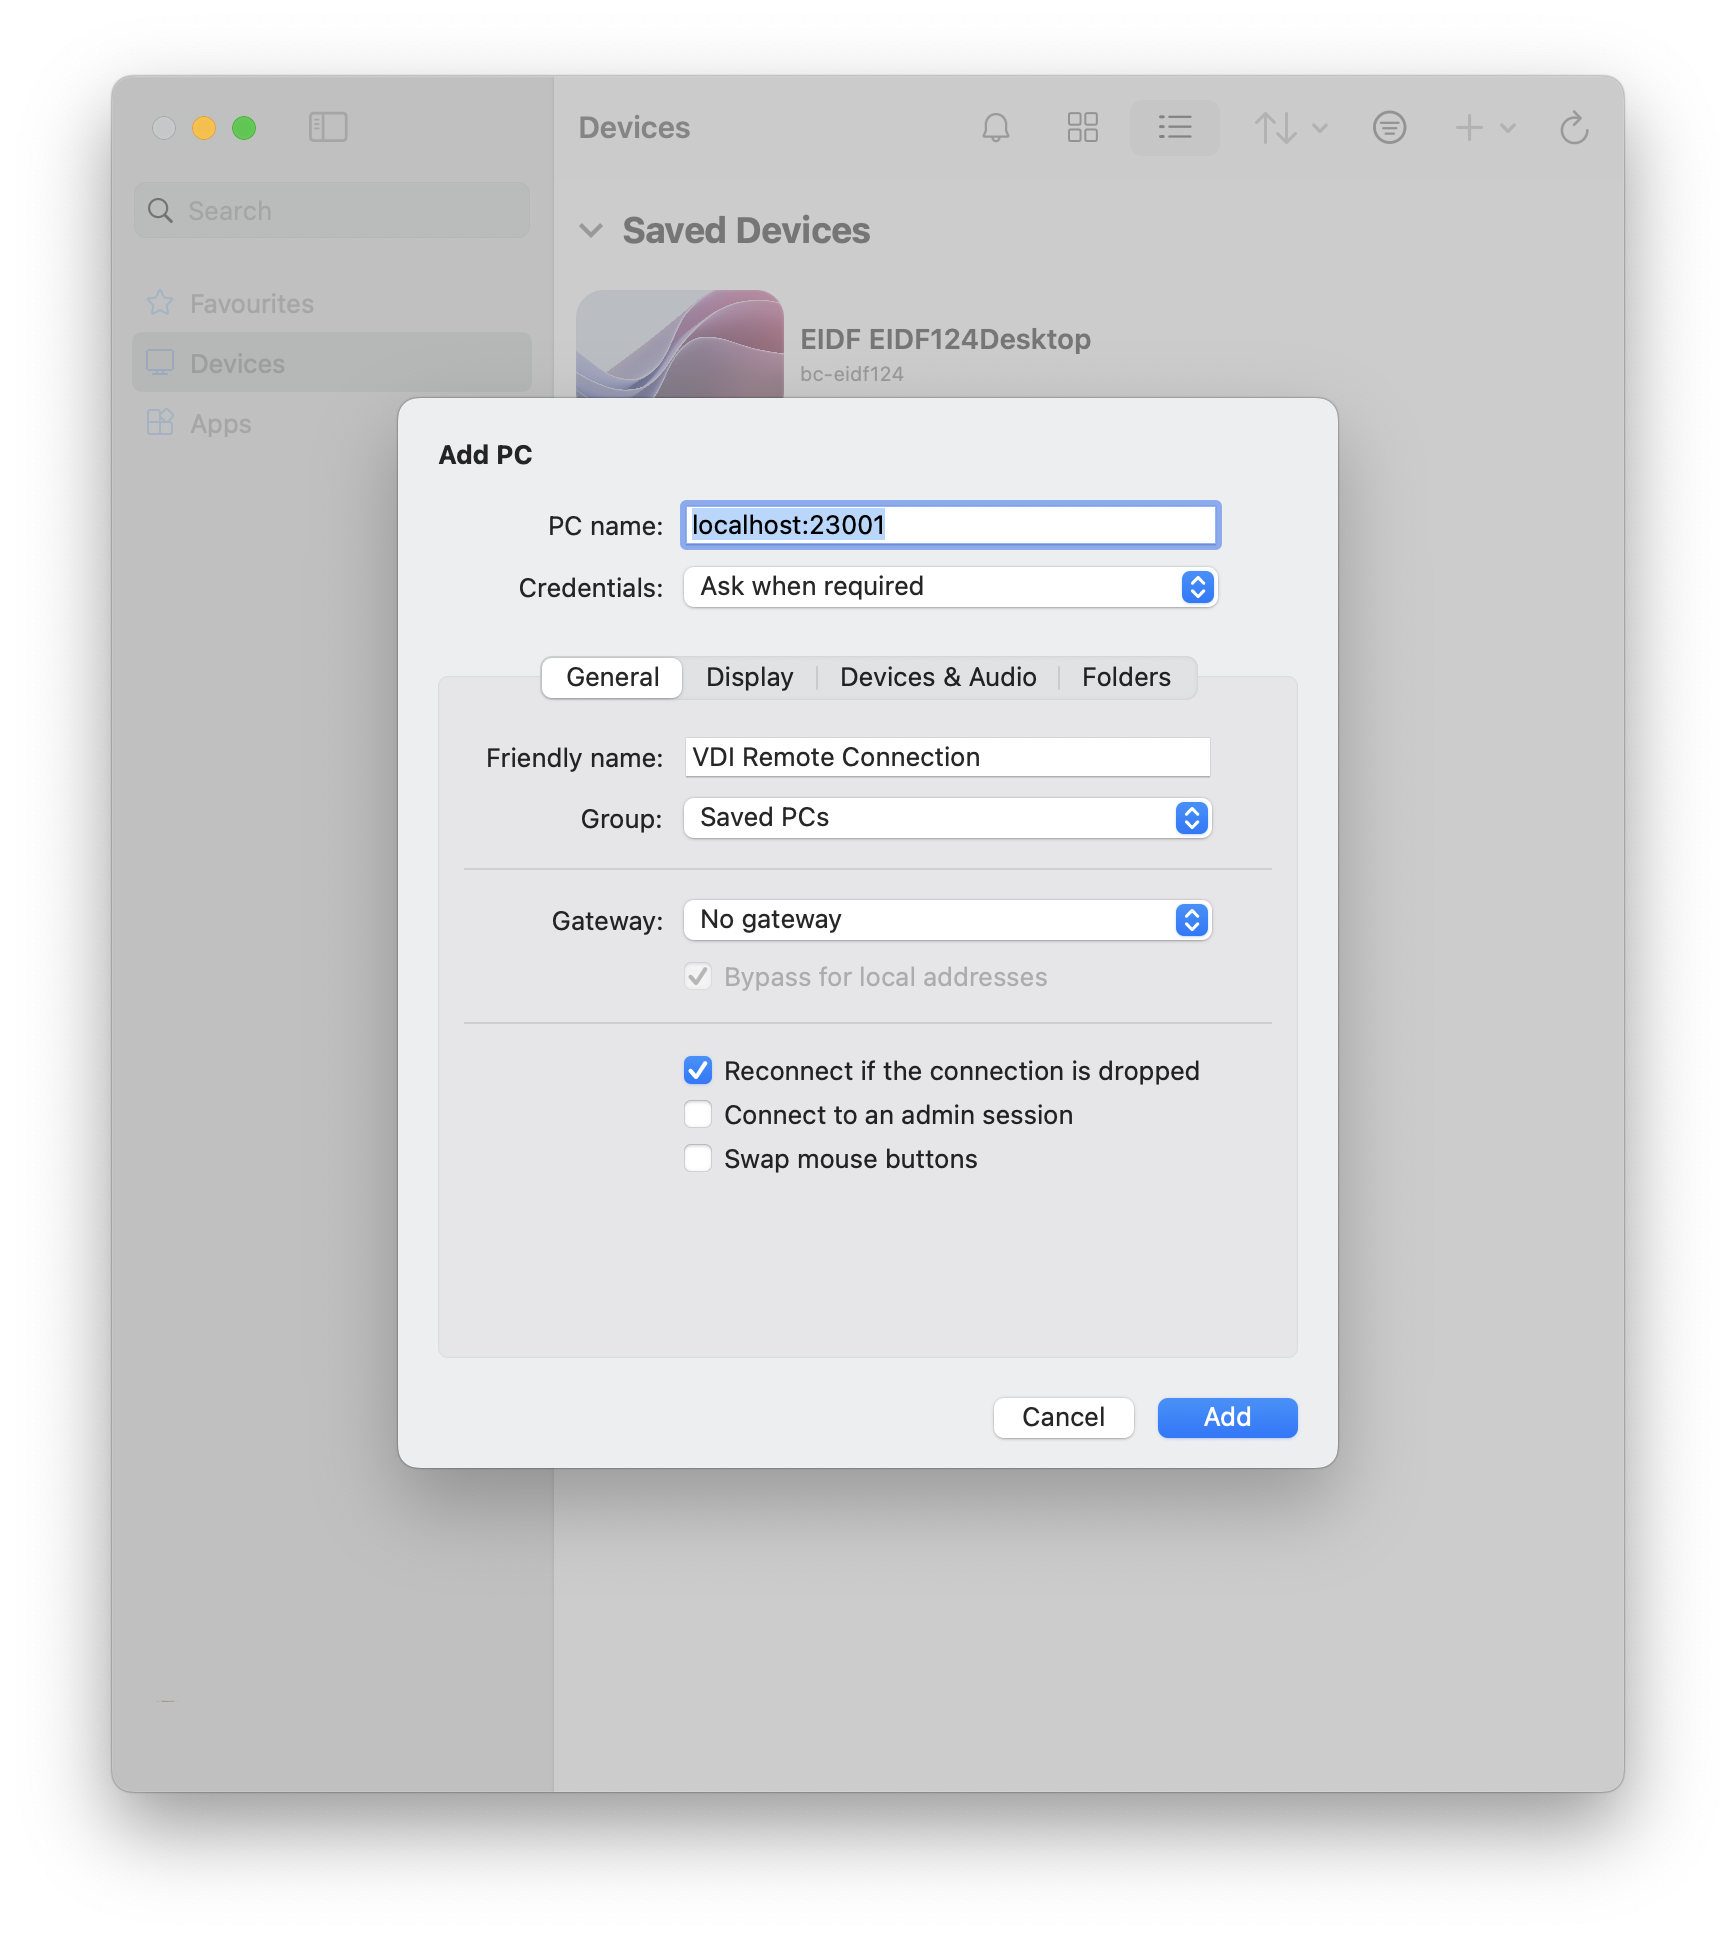 Devices
Search
Favourites
Devices
Apps
Saved Devices
EIDF EIDF124Desktop
bc-eidf124
Add PC
PC name: localhost:23001
Credentials: Ask when required
General Display Devices & Audio Folders
Friendly name: VDI Remote Connection
Group: Saved PCs
Gateway: No gateway
Bypass for local addresses
Reconnect if the connection is dropped
Connect to an admin session
Swap mouse buttons
Cancel Add